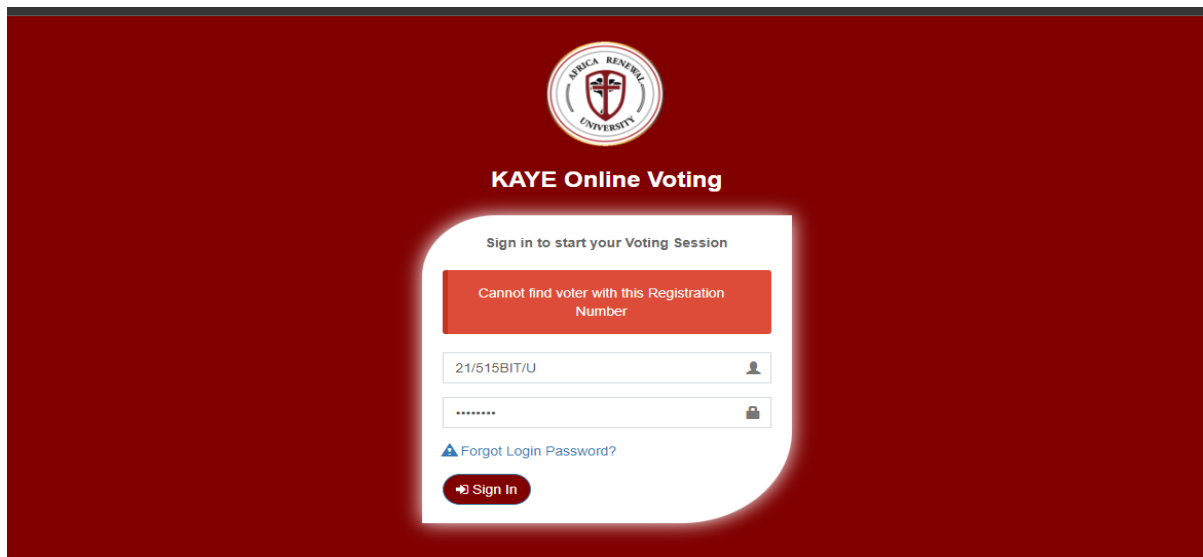 AFRICA RENEWAL
UNIVERSITY
KAYE Online Voting
Sign in to start your Voting Session
Cannot find voter with this Registration
Number
21/515BIT/U
••••••••
Forgot Login Password?
Sign In